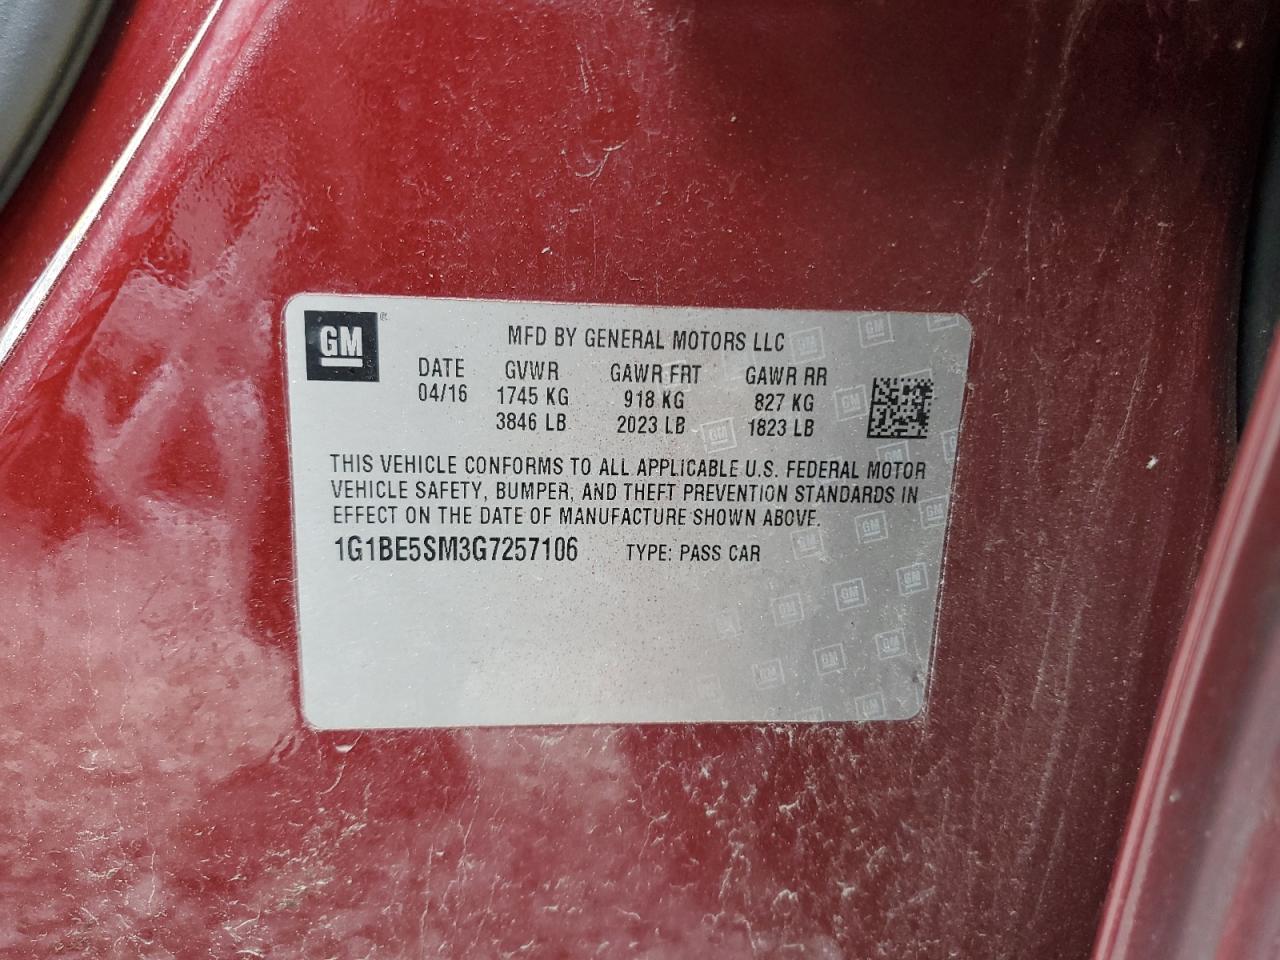 GM®
MFD BY GENERAL MOTORS LLC
DATE GVWR GAWR FRT GAWR RR
04/16 1745 KG 918 KG 827 KG
3846 LB 2023 LB 1823 LB
THIS VEHICLE CONFORMS TO ALL APPLICABLE U.S. FEDERAL MOTOR
VEHICLE SAFETY, BUMPER, AND THEFT PREVENTION STANDARDS IN
EFFECT ON THE DATE OF MANUFACTURE SHOWN ABOVE.
1G1BE5SM3G7257106 TYPE: PASS CAR